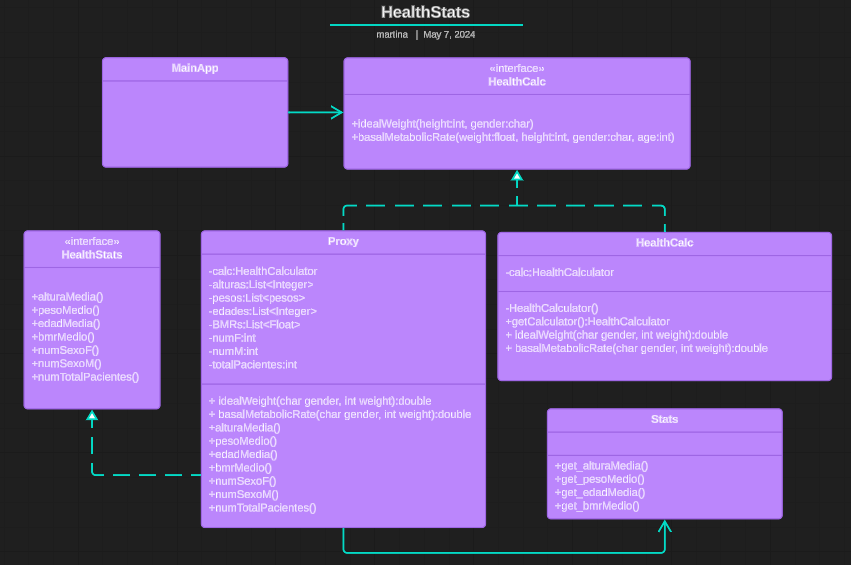 HealthStats
martina | May 7, 2024
MainApp
«interface»
HealthCalc
+idealWeight(height:int, gender:char)
+basalMetabolicRate(weight:float, height:int, gender:char, age:int)
«interface»
HealthStats
+alturaMedia()
+pesoMedio()
+edadMedia()
+bmrMedio()
+numSexoF()
+numSexoM()
+numTotalPacientes()
Proxy
-calc:HealthCalculator
-alturas:List<Integer>
-pesos:List<pesos>
-edades:List<Integer>
-BMRs:List<Float>
-numF:int
-numM:int
-totalPacientes:int
+ idealWeight(char gender, int weight):double
+ basalMetabolicRate(char gender, int weight):double
+alturaMedia()
+pesoMedio()
+edadMedia()
+bmrMedio()
+numSexoF()
+numSexoM()
+numTotalPacientes()
HealthCalc
-calc:HealthCalculator
-HealthCalculator()
+getCalculator():HealthCalculator
+ idealWeight(char gender, int weight):double
+ basalMetabolicRate(char gender, int weight):double
Stats
+get_alturaMedia()
+get_pesoMedio()
+get_edadMedia()
+get_bmrMedio()